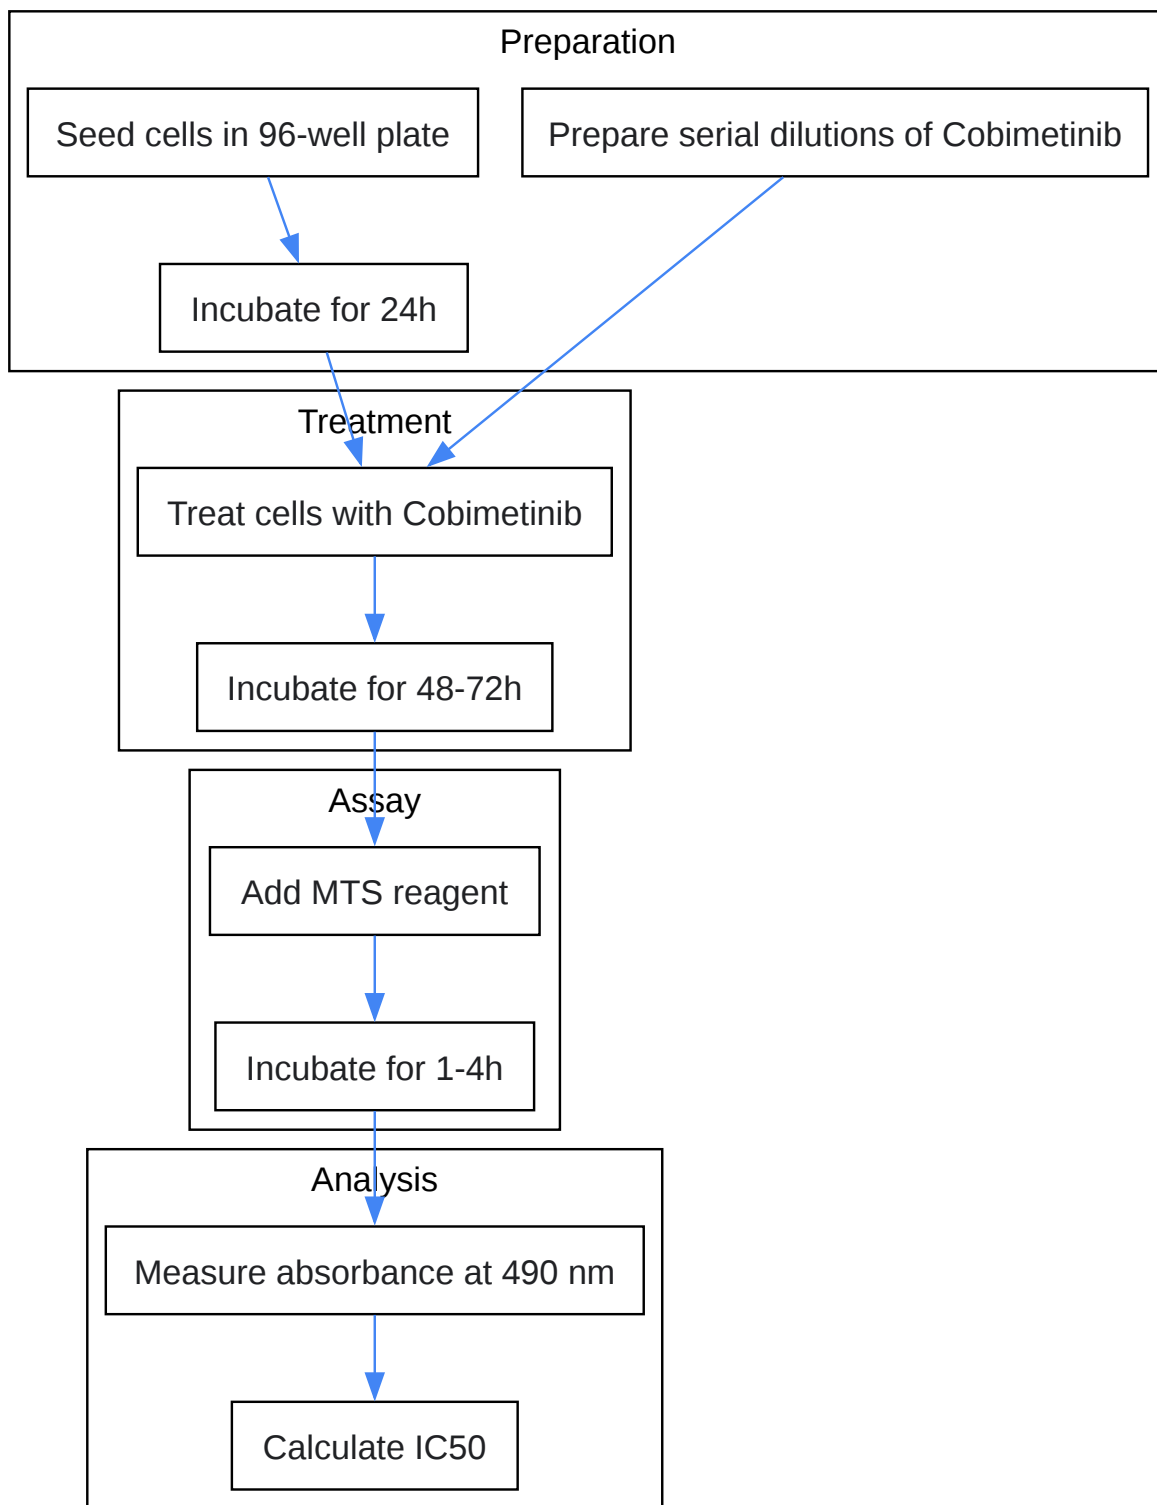 Preparation
Seed cells in 96-well plate
Prepare serial dilutions of Cobimetinib
Incubate for 24h
Treatment
Treat cells with Cobimetinib
Incubate for 48-72h
Assay
Add MTS reagent
Incubate for 1-4h
Analysis
Measure absorbance at 490 nm
Calculate IC50